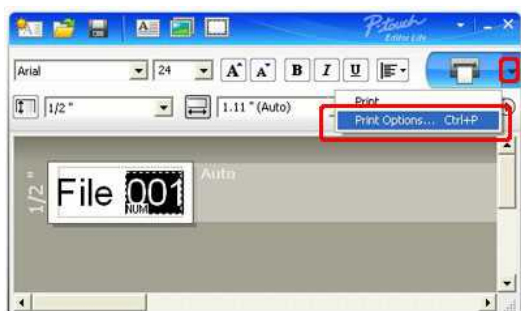 P-touch
Editor Lite
Arial 24 A A B I U
1/2 " 1.11 " (Auto)
Print
Print Options... Ctrl+P
1/2 "
Auto
File 001
NUM